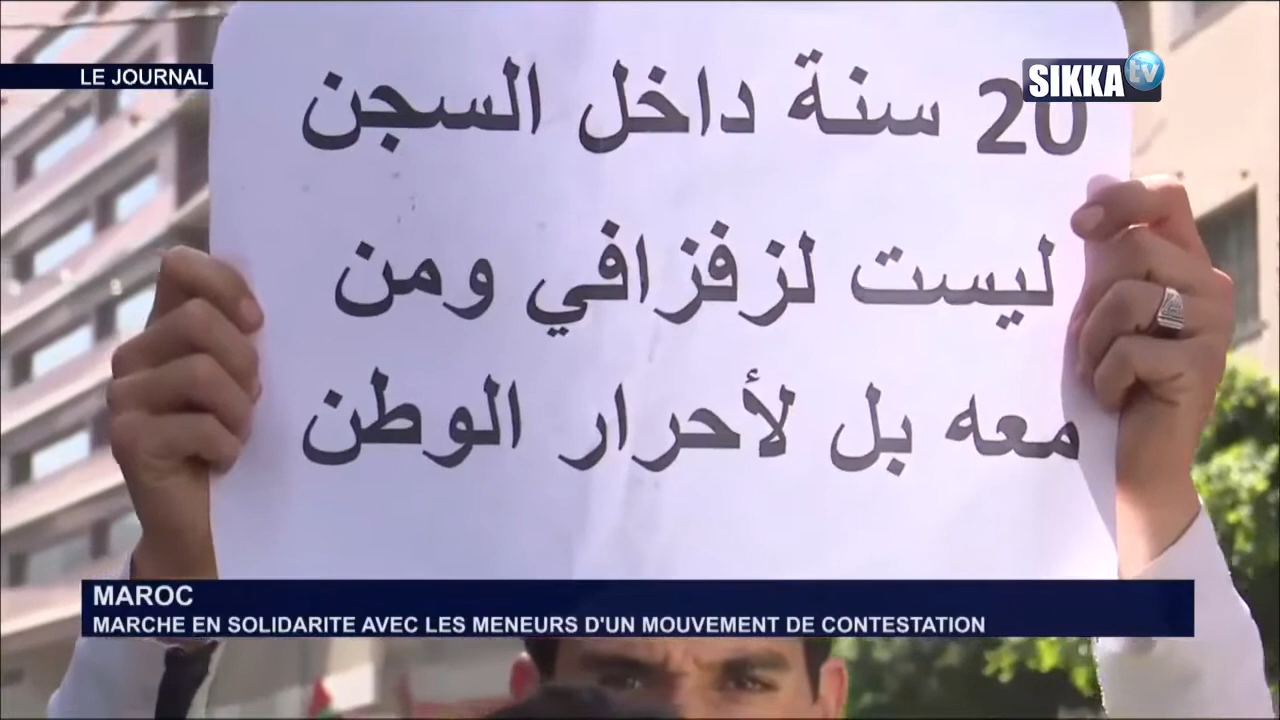 LE JOURNAL
SIKKA tv
20 سنة داخل السجن
ليست لزفزافي ومن
معه بل لأحرار الوطن
MAROC
MARCHE EN SOLIDARITE AVEC LES MENEURS D'UN MOUVEMENT DE CONTESTATION